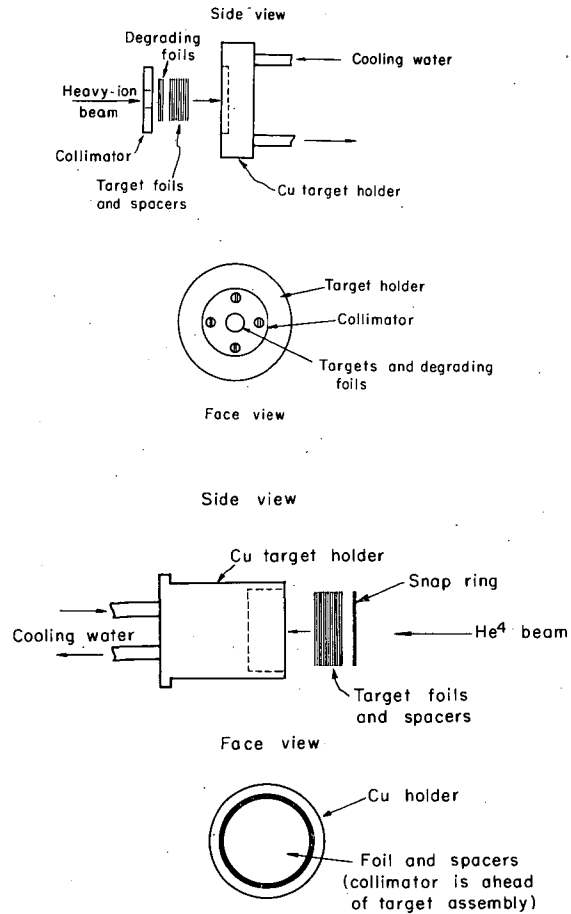 Side view
Degrading
foils
Cooling water
Heavy-ion
beam
Collimator
Target foils
and spacers
Cu target holder
Target holder
Collimator
Targets and degrading
foils
Face view
Side view
Cu target holder
Snap ring
Cooling water
He4 beam
Target foils
and spacers
Face view
Cu holder
Foil and spacers
(collimator is ahead
of target assembly)